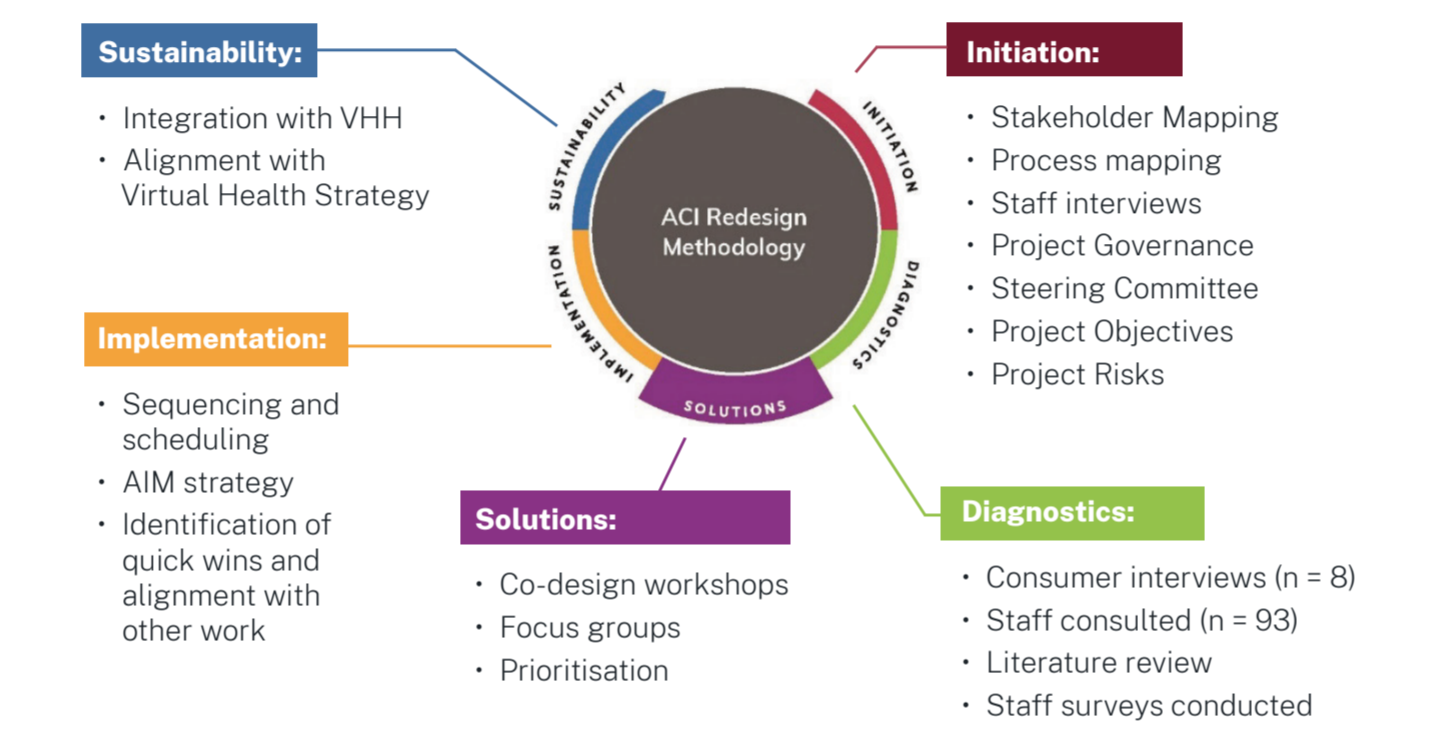 Sustainability:
• Integration with VHH
• Alignment with
Virtual Health Strategy
Implementation:
• Sequencing and
scheduling
• AIM strategy
• Identification of
quick wins and
alignment with
other work
SUSTAINABILITY
INITIATION
ACI Redesign
Methodology
IMPLEMENTATION
DIAGNOSTICS
SOLUTIONS
Solutions:
• Co-design workshops
• Focus groups
• Prioritisation
Initiation:
• Stakeholder Mapping
• Process mapping
• Staff interviews
• Project Governance
• Steering Committee
• Project Objectives
• Project Risks
Diagnostics:
• Consumer interviews (n = 8)
• Staff consulted (n = 93)
• Literature review
• Staff surveys conducted